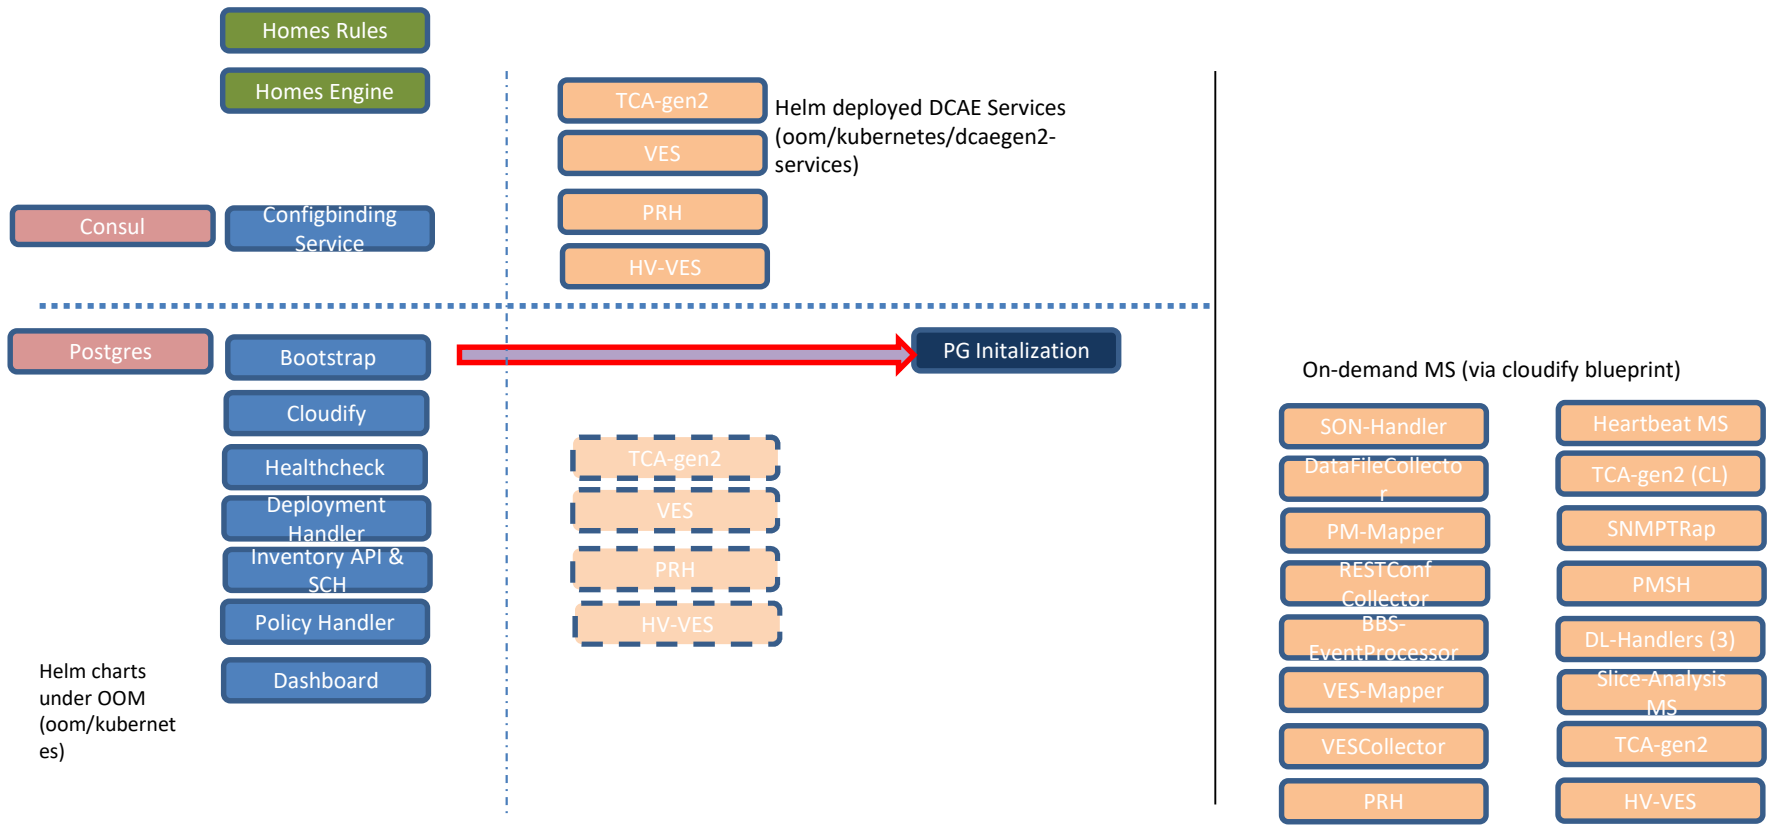 Homes Rules
Homes Engine
Consul
Configbinding
Service
TCA-gen2
VES
PRH
HV-VES
Helm deployed DCAE Services
(oom/kubernetes/dcaegen2-
services)
Postgres
Bootstrap
Cloudify
Healthcheck
Deployment
Handler
Inventory API &
SCH
Policy Handler
Dashboard
Helm charts
under OOM
(oom/kubernet
es)
PG Initalization
TCA-gen2
VES
PRH
HV-VES
On-demand MS (via cloudify blueprint)
SON-Handler
DataFileCollecto
r
PM-Mapper
RESTConf
Collector
BBS-
EventProcessor
VES-Mapper
VESCollector
PRH
Heartbeat MS
TCA-gen2 (CL)
SNMPTRap
PMSH
DL-Handlers (3)
Slice-Analysis
MS
TCA-gen2
HV-VES